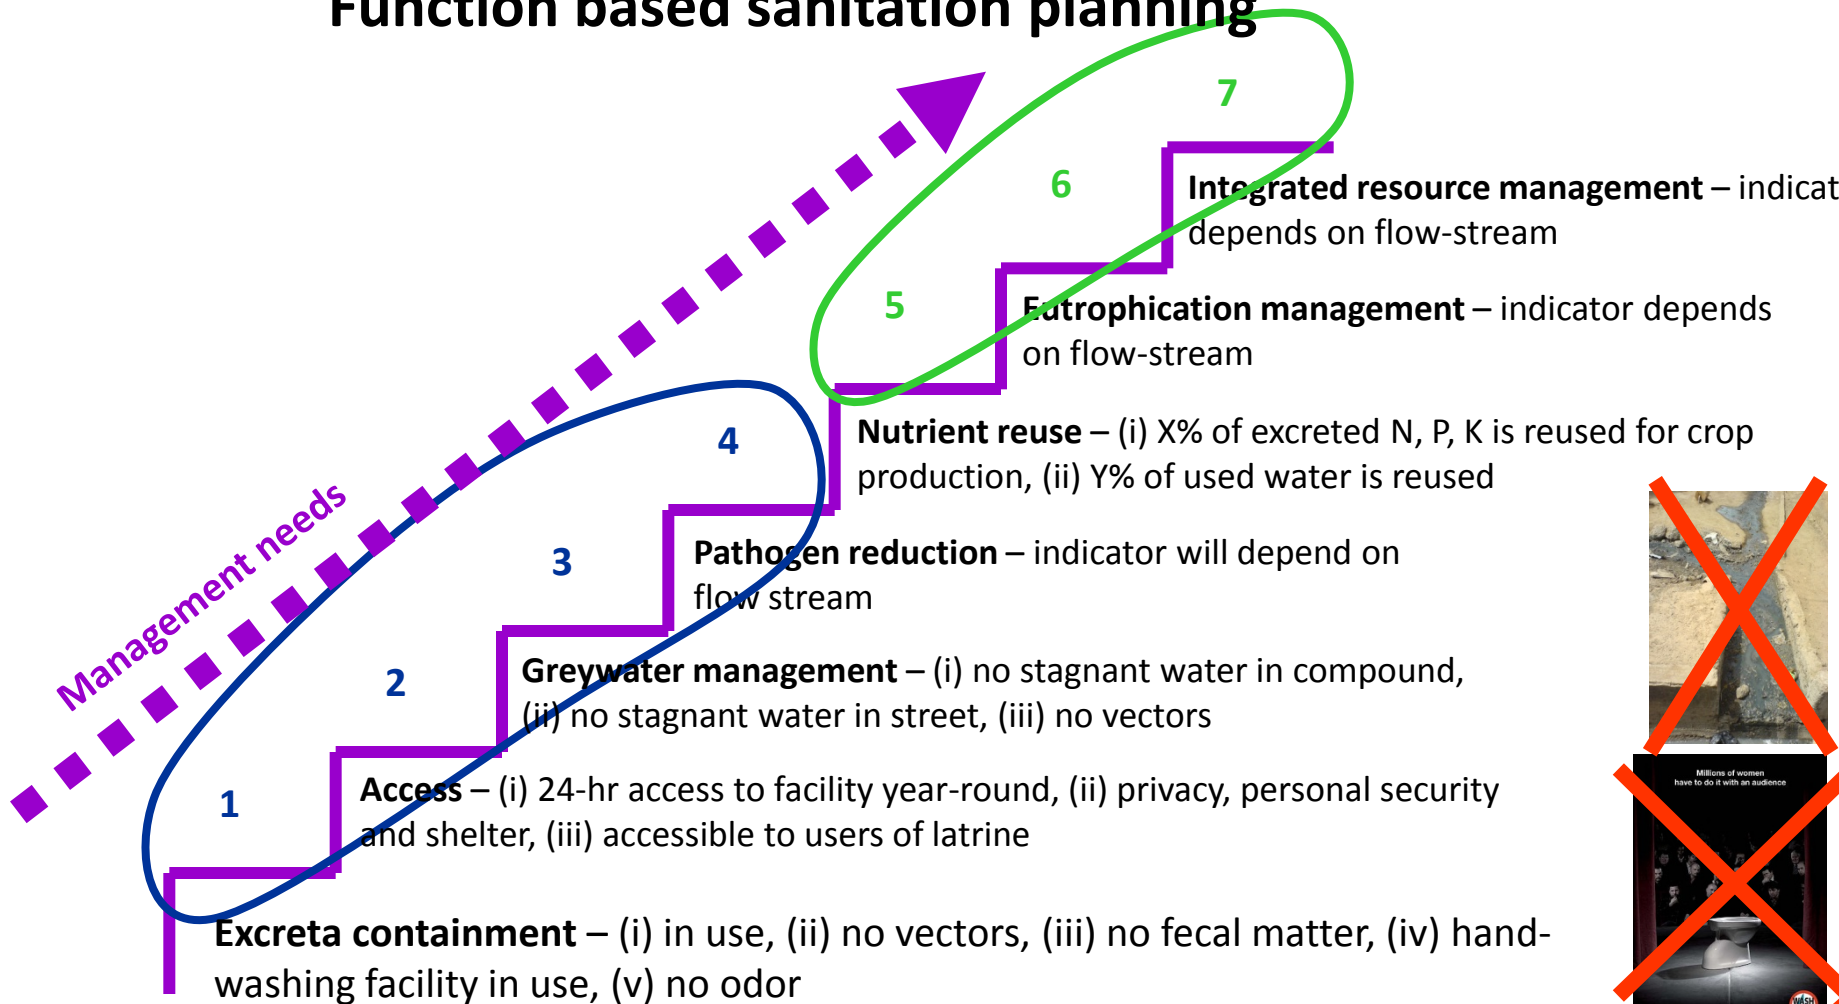 Function based sanitation planning
7
6
Integrated resource management – indicat
depends on flow-stream
5
Eutrophication management – indicator depends
on flow-stream
4
Nutrient reuse – (i) X% of excreted N, P, K is reused for crop
production, (ii) Y% of used water is reused
Management needs
3
Pathogen reduction – indicator will depend on
flow stream
2
Greywater management – (i) no stagnant water in compound,
(ii) no stagnant water in street, (iii) no vectors
1
Access – (i) 24-hr access to facility year-round, (ii) privacy, personal security
and shelter, (iii) accessible to users of latrine
Millions of women
have to do it with an audience
Excreta containment – (i) in use, (ii) no vectors, (iii) no fecal matter, (iv) hand-
washing facility in use, (v) no odor
WASH